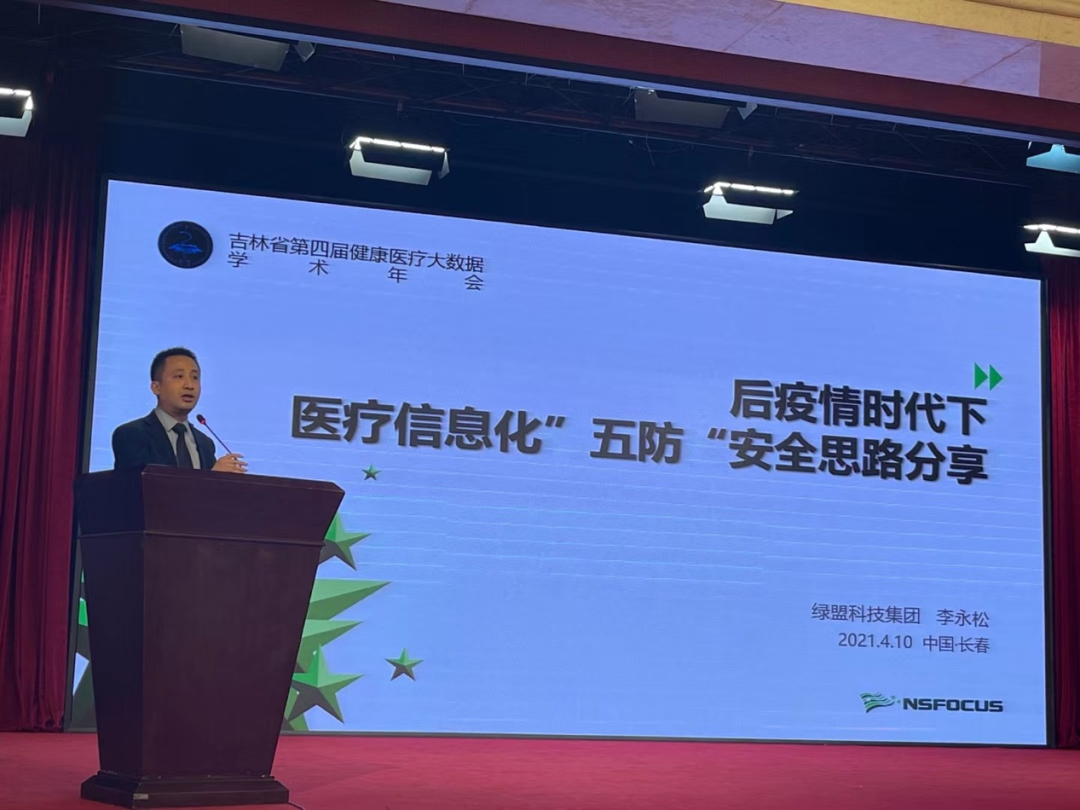 吉林省第四届健康医疗大数据
学术年会
后疫情时代下
医疗信息化”五防“安全思路分享
绿盟科技集团 李永松
2021.4.10 中国·长春
NSFOCUS